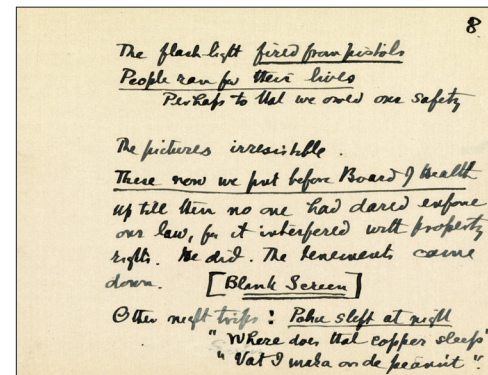 8
The flash-light fired from pistols
People ran for their lives
Perhaps to that we owed our safety
The pictures irresistible.
These now we put before Board of Health
up till then no one had dared enforce
our law, for it interfered with property
rights. We did. The tenements came
down. [Blank Screen]
Other night trips: Police slept at night
"Where does that copper sleep"
"Vat I maka on de peanuit".